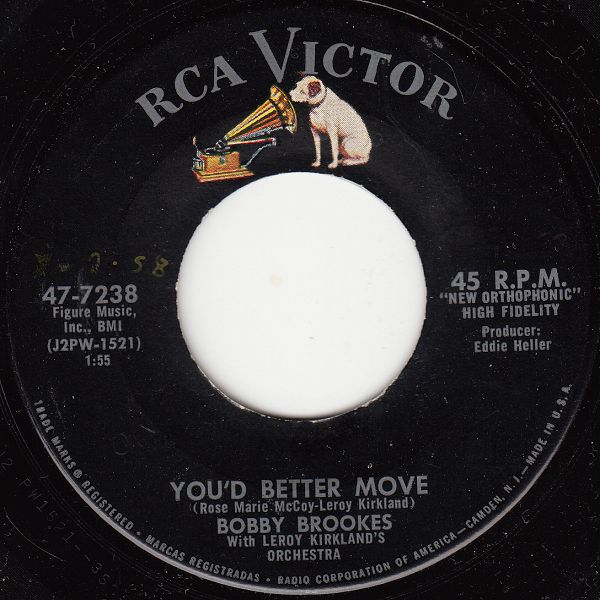 RCA VICTOR
47-7238
Figure Music,
Inc., BMI
(J2PW-1521)
1:55
45 R.P.M.
"NEW ORTHOPHONIC"
HIGH FIDELITY
Producer:
Eddie Heller
YOU'D BETTER MOVE
(Rose Marie McCoy-Leroy Kirkland)
BOBBY BROOKES
With LEROY KIRKLAND'S
ORCHESTRA
TRADE MARKS ® REGISTERED • MARCAS REGISTRADAS • RADIO CORPORATION OF AMERICA—CAMDEN, N. J.—MADE IN U.S.A.